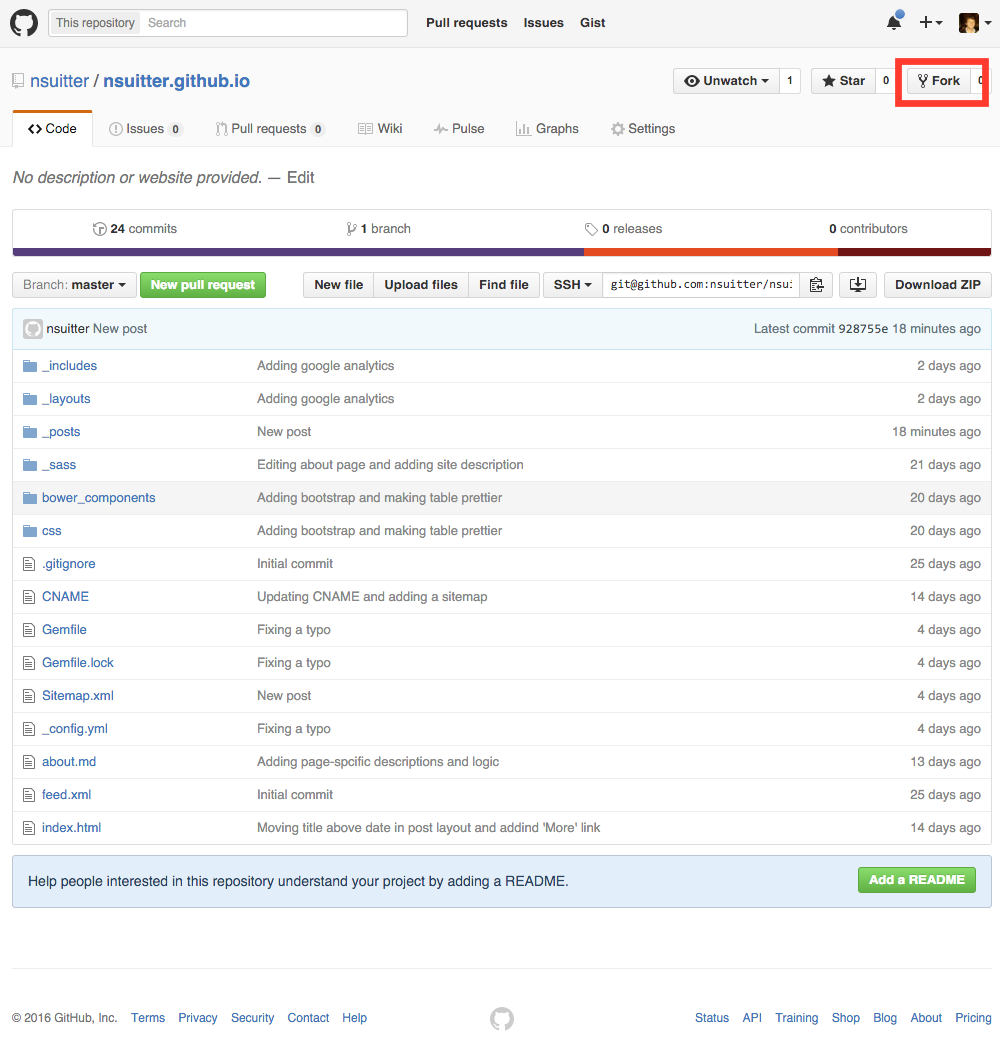 This repository Search Pull requests Issues Gist
nsuitter / nsuitter.github.io Unwatch 1 Star 0 Fork 0
Code Issues 0 Pull requests 0 Wiki Pulse Graphs Settings
No description or website provided. — Edit
24 commits 1 branch 0 releases 0 contributors
Branch: master New pull request New file Upload files Find file SSH git@github.com:nsuitter/nsui Download ZIP
nsuitter New post Latest commit 928755e 18 minutes ago
_includes Adding google analytics 2 days ago
_layouts Adding google analytics 2 days ago
_posts New post 18 minutes ago
_sass Editing about page and adding site description 21 days ago
bower_components Adding bootstrap and making table prettier 20 days ago
css Adding bootstrap and making table prettier 20 days ago
.gitignore Initial commit 25 days ago
CNAME Updating CNAME and adding a sitemap 14 days ago
Gemfile Fixing a typo 4 days ago
Gemfile.lock Fixing a typo 4 days ago
Sitemap.xml New post 4 days ago
_config.yml Fixing a typo 4 days ago
about.md Adding page-spcific descriptions and logic 13 days ago
feed.xml Initial commit 25 days ago
index.html Moving title above date in post layout and addind 'More' link 14 days ago
Help people interested in this repository understand your project by adding a README. Add a README
© 2016 GitHub, Inc. Terms Privacy Security Contact Help Status API Training Shop Blog About Pricing